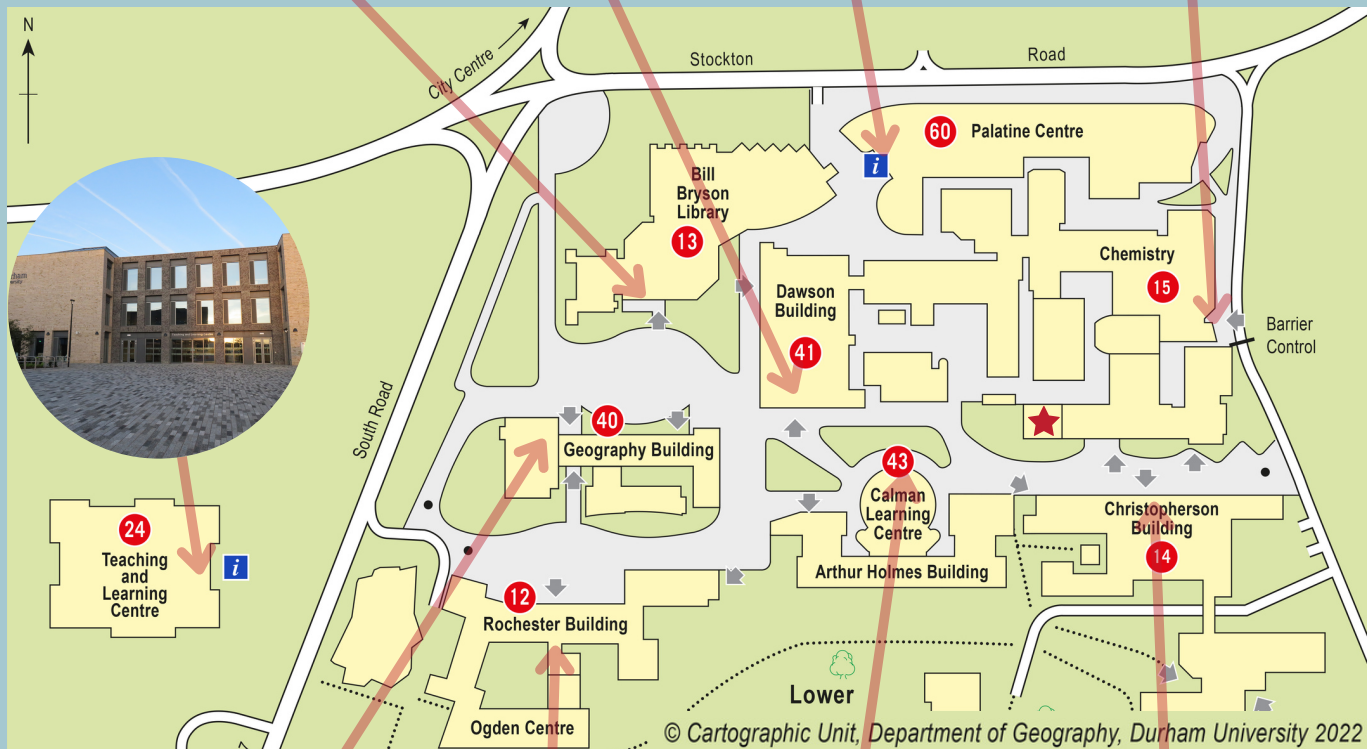 N
City Centre
Stockton
Road
60
Palatine Centre
i
Bill
Bryson
Library
13
Chemistry
15
Dawson
Building
41
Barrier
Control
South Road
40
Geography Building
43
Calman
Learning
Centre
Christopherson
Building
14
24
Teaching
and
Learning
Centre
i
Arthur Holmes Building
12
Rochester Building
Lower
Ogden Centre
© Cartographic Unit, Department of Geography, Durham University 2022